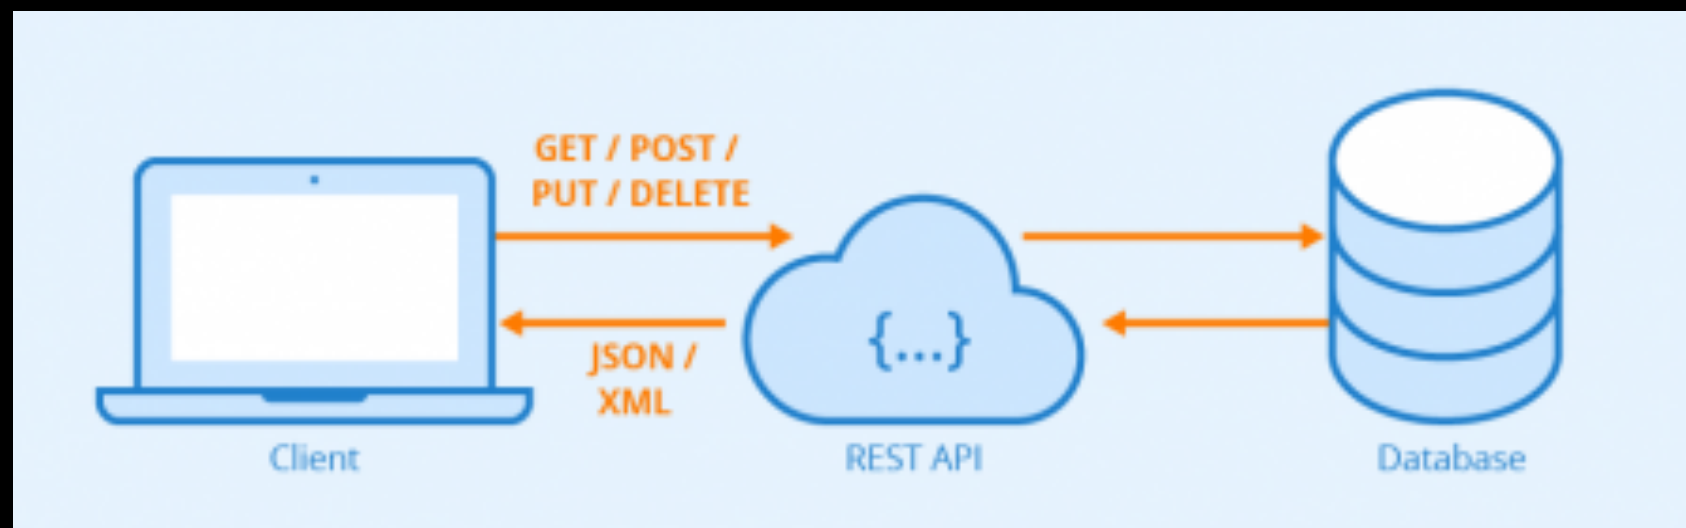 GET / POST /
PUT / DELETE
{...}
JSON /
XML
Client
REST API
Database